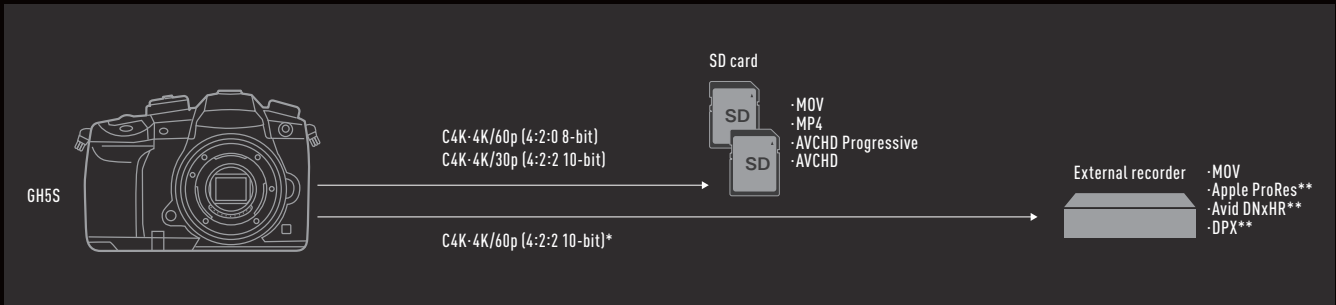 GH5S
C4K·4K/60p (4:2:0 8-bit)
C4K·4K/30p (4:2:2 10-bit)
C4K·4K/60p (4:2:2 10-bit)*
SD card
SD
SD
·MOV
·MP4
·AVCHD Progressive
·AVCHD
External recorder
·MOV
·Apple ProRes**
·Avid DNxHR**
·DPX**